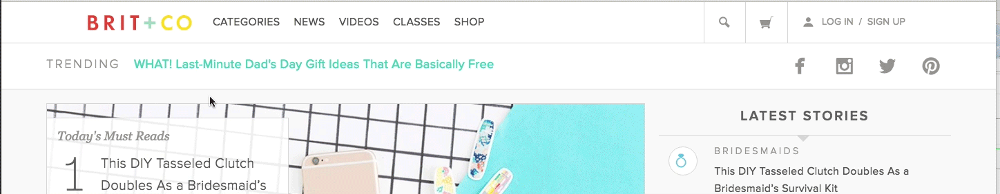 BRIT+CO CATEGORIES NEWS VIDEOS CLASSES SHOP LOG IN / SIGN UP
TRENDING WHAT! Last-Minute Dad's Day Gift Ideas That Are Basically Free
Today's Must Reads
1 This DIY Tasseled Clutch
Doubles As a Bridesmaid's
LATEST STORIES
BRIDESMAIDS
This DIY Tasseled Clutch Doubles As a
Bridesmaid's Survival Kit